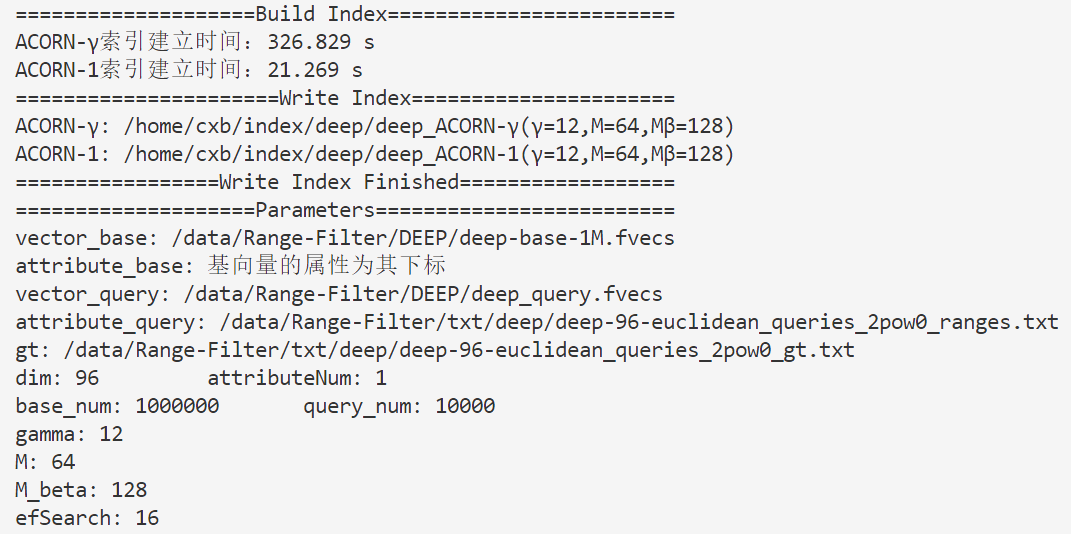 ====================Build Index========================
ACORN-γ索引建立时间：326.829 s
ACORN-1索引建立时间：21.269 s
======================Write Index======================
ACORN-γ: /home/cxb/index/deep/deep_ACORN-γ(γ=12,M=64,Mβ=128)
ACORN-1: /home/cxb/index/deep/deep_ACORN-1(γ=12,M=64,Mβ=128)
=================Write Index Finished==================
====================Parameters=========================
vector_base: /data/Range-Filter/DEEP/deep-base-1M.fvecs
attribute_base: 基向量的属性为其下标
vector_query: /data/Range-Filter/DEEP/deep_query.fvecs
attribute_query: /data/Range-Filter/txt/deep/deep-96-euclidean_queries_2pow0_ranges.txt
gt: /data/Range-Filter/txt/deep/deep-96-euclidean_queries_2pow0_gt.txt
dim: 96         attributeNum: 1
base_num: 1000000       query_num: 10000
gamma: 12
M: 64
M_beta: 128
efSearch: 16